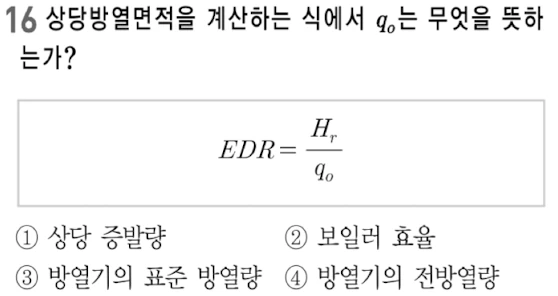 16 상당방열면적을 계산하는 식에서 qₒ는 무엇을 뜻하
는가?
EDR = Hᵣ / qₒ
① 상당 증발량 ② 보일러 효율
③ 방열기의 표준 방열량 ④ 방열기의 전방열량